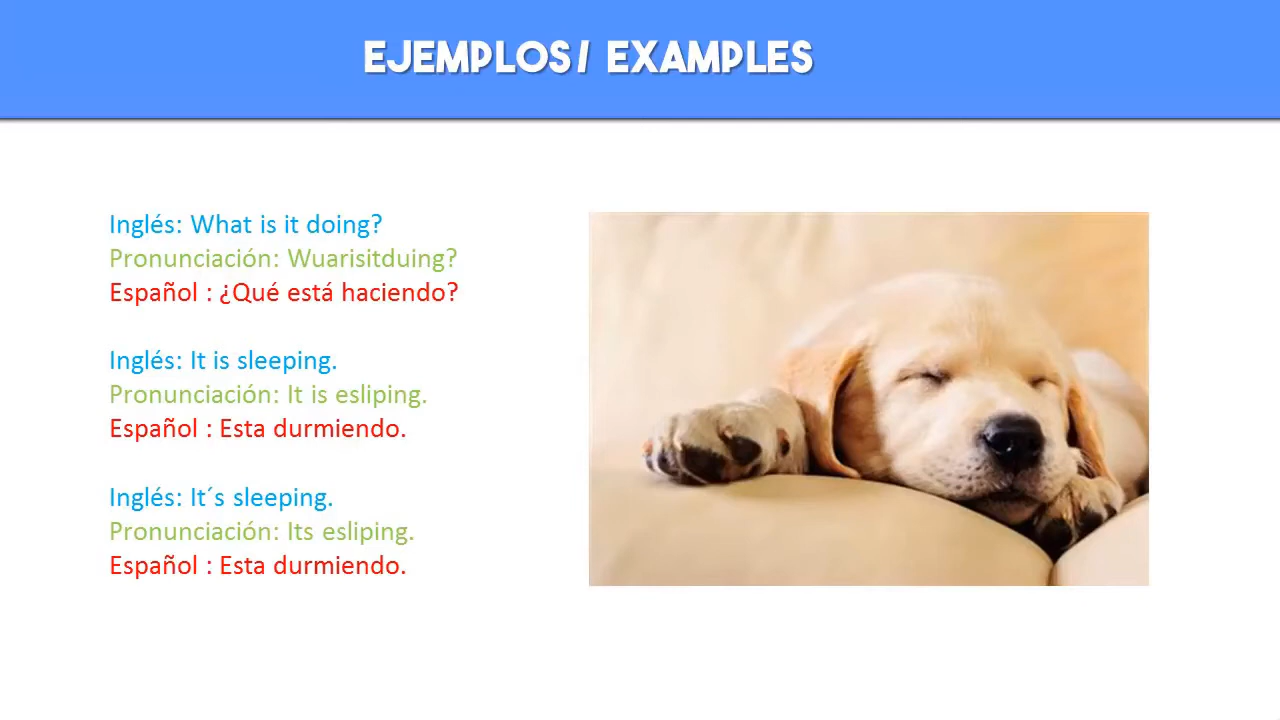 EJEMPLOS/ EXAMPLES
Inglés: What is it doing?
Pronunciación: Wuarisitduing?
Español : ¿Qué está haciendo?
Inglés: It is sleeping.
Pronunciación: It is esliping.
Español : Esta durmiendo.
Inglés: It´s sleeping.
Pronunciación: Its esliping.
Español : Esta durmiendo.